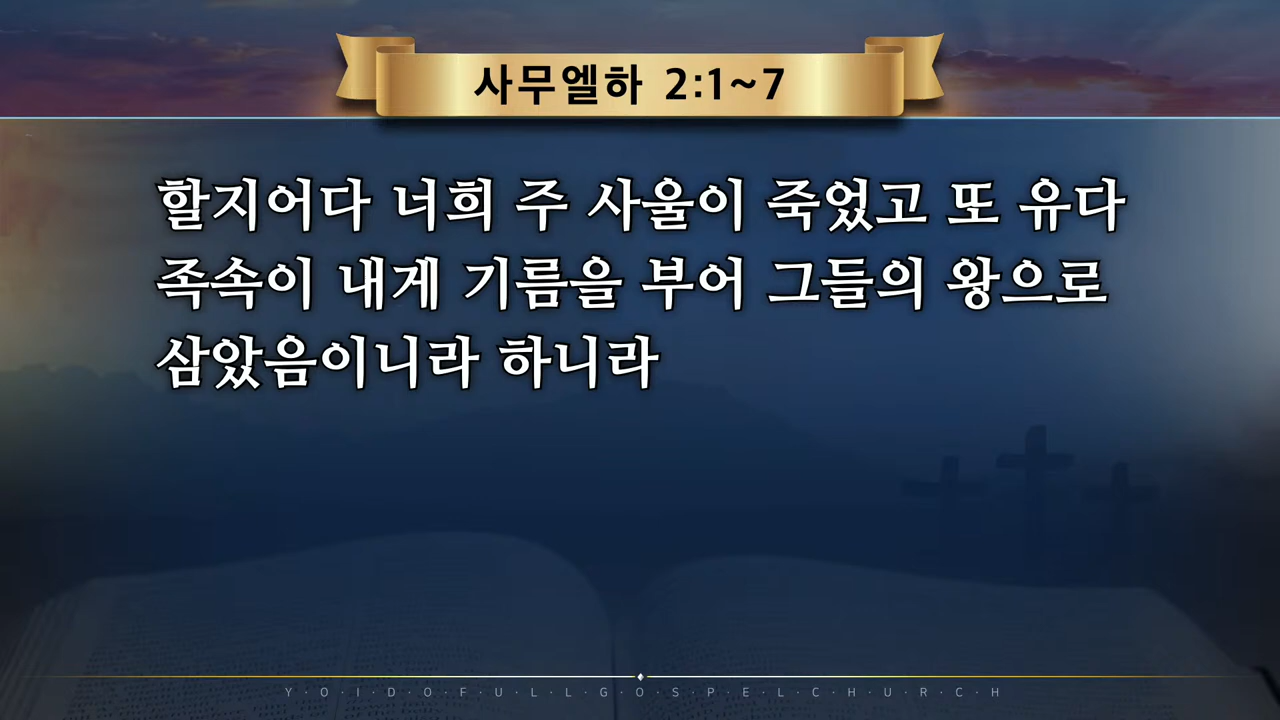 사무엘하 2:1~7
할지어다 너희 주 사울이 죽었고 또 유다
족속이 내게 기름을 부어 그들의 왕으로
삼았음이니라 하니라
Y·O·I·D·O·F·U·L·L·G·O·S·P·E·L·C·H·U·R·C·H